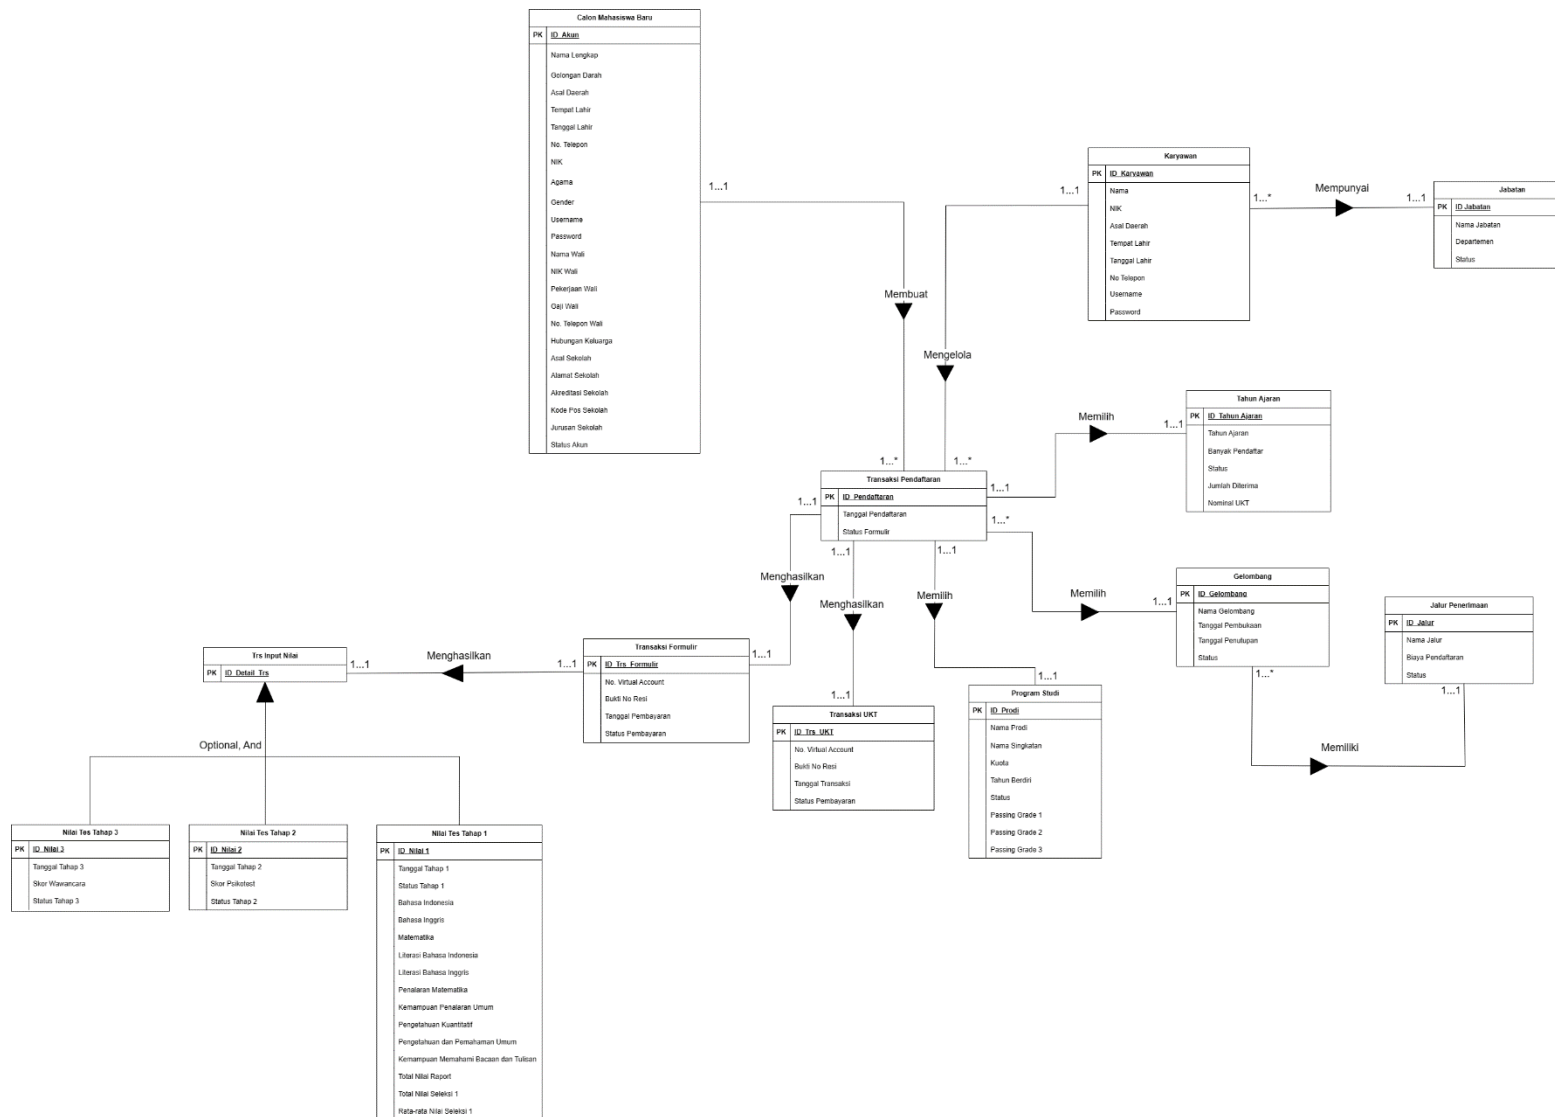 Calon Mahasiswa Baru
PK ID_Akun
Nama Lengkap
Golongan Darah
Asal Daerah
Tempat Lahir
Tanggal Lahir
No. Telepon
NIK
Agama
Gender
Username
Password
Nama Wali
NIK Wali
Pekerjaan Wali
Gaji Wali
No. Telepon Wali
Hubungan Keluarga
Asal Sekolah
Alamat Sekolah
Akreditasi Sekolah
Kode Pos Sekolah
Jurusan Sekolah
Status Akun
1...1
Membuat
1...*
Karyawan
PK ID_Karyawan
Nama
NIK
Asal Daerah
Tempat Lahir
Tanggal Lahir
No Telepon
Username
Password
1...1
Mengelola
1...*
1...*
Mempunyai
1...1
Jabatan
PK ID Jabatan
Nama Jabatan
Departemen
Status
Tahun Ajaran
PK ID_Tahun Ajaran
Tahun Ajaran
Banyak Pendaftar
Status
Jumlah Diterima
Nominal UKT
Memilih
1...1
1...1
Transaksi Pendaftaran
PK ID_Pendaftaran
Tanggal Pendaftaran
Status Formulir
1...1
1...*
1...1
1...1
Menghasilkan
Menghasilkan
Memilih
Memilih
1...1
Gelombang
PK ID_Gelombang
Nama Gelombang
Tanggal Pembukaan
Tanggal Penutupan
Status
1...*
Jalur Penerimaan
PK ID_Jalur
Nama Jalur
Biaya Pendaftaran
Status
1...1
Memiliki
Trs Input Nilai
PK ID_Detail_Trs
1...1
Menghasilkan
1...1
Transaksi Formulir
PK ID_Trs_Formulir
No. Virtual Account
Bukti No Resi
Tanggal Pembayaran
Status Pembayaran
1...1
1...1
Transaksi UKT
PK ID_Trs_UKT
No. Virtual Account
Bukti No Resi
Tanggal Transaksi
Status Pembayaran
1...1
Program Studi
PK ID_Prodi
Nama Prodi
Nama Singkatan
Kuota
Tahun Berdiri
Status
Passing Grade 1
Passing Grade 2
Passing Grade 3
Optional, And
Nilai Tes Tahap 3
PK ID_Nilai 3
Tanggal Tahap 3
Skor Wawancara
Status Tahap 3
Nilai Tes Tahap 2
PK ID_Nilai 2
Tanggal Tahap 2
Skor Psikotest
Status Tahap 2
Nilai Tes Tahap 1
PK ID_Nilai 1
Tanggal Tahap 1
Status Tahap 1
Bahasa Indonesia
Bahasa Inggris
Matematika
Literasi Bahasa Indonesia
Literasi Bahasa Inggris
Penalaran Matematika
Kemampuan Penalaran Umum
Pengetahuan Kuantitatif
Pengetahuan dan Pemahaman Umum
Kemampuan Memahami Bacaan dan Tulisan
Total Nilai Raport
Total Nilai Seleksi 1
Rata-rata Nilai Seleksi 1